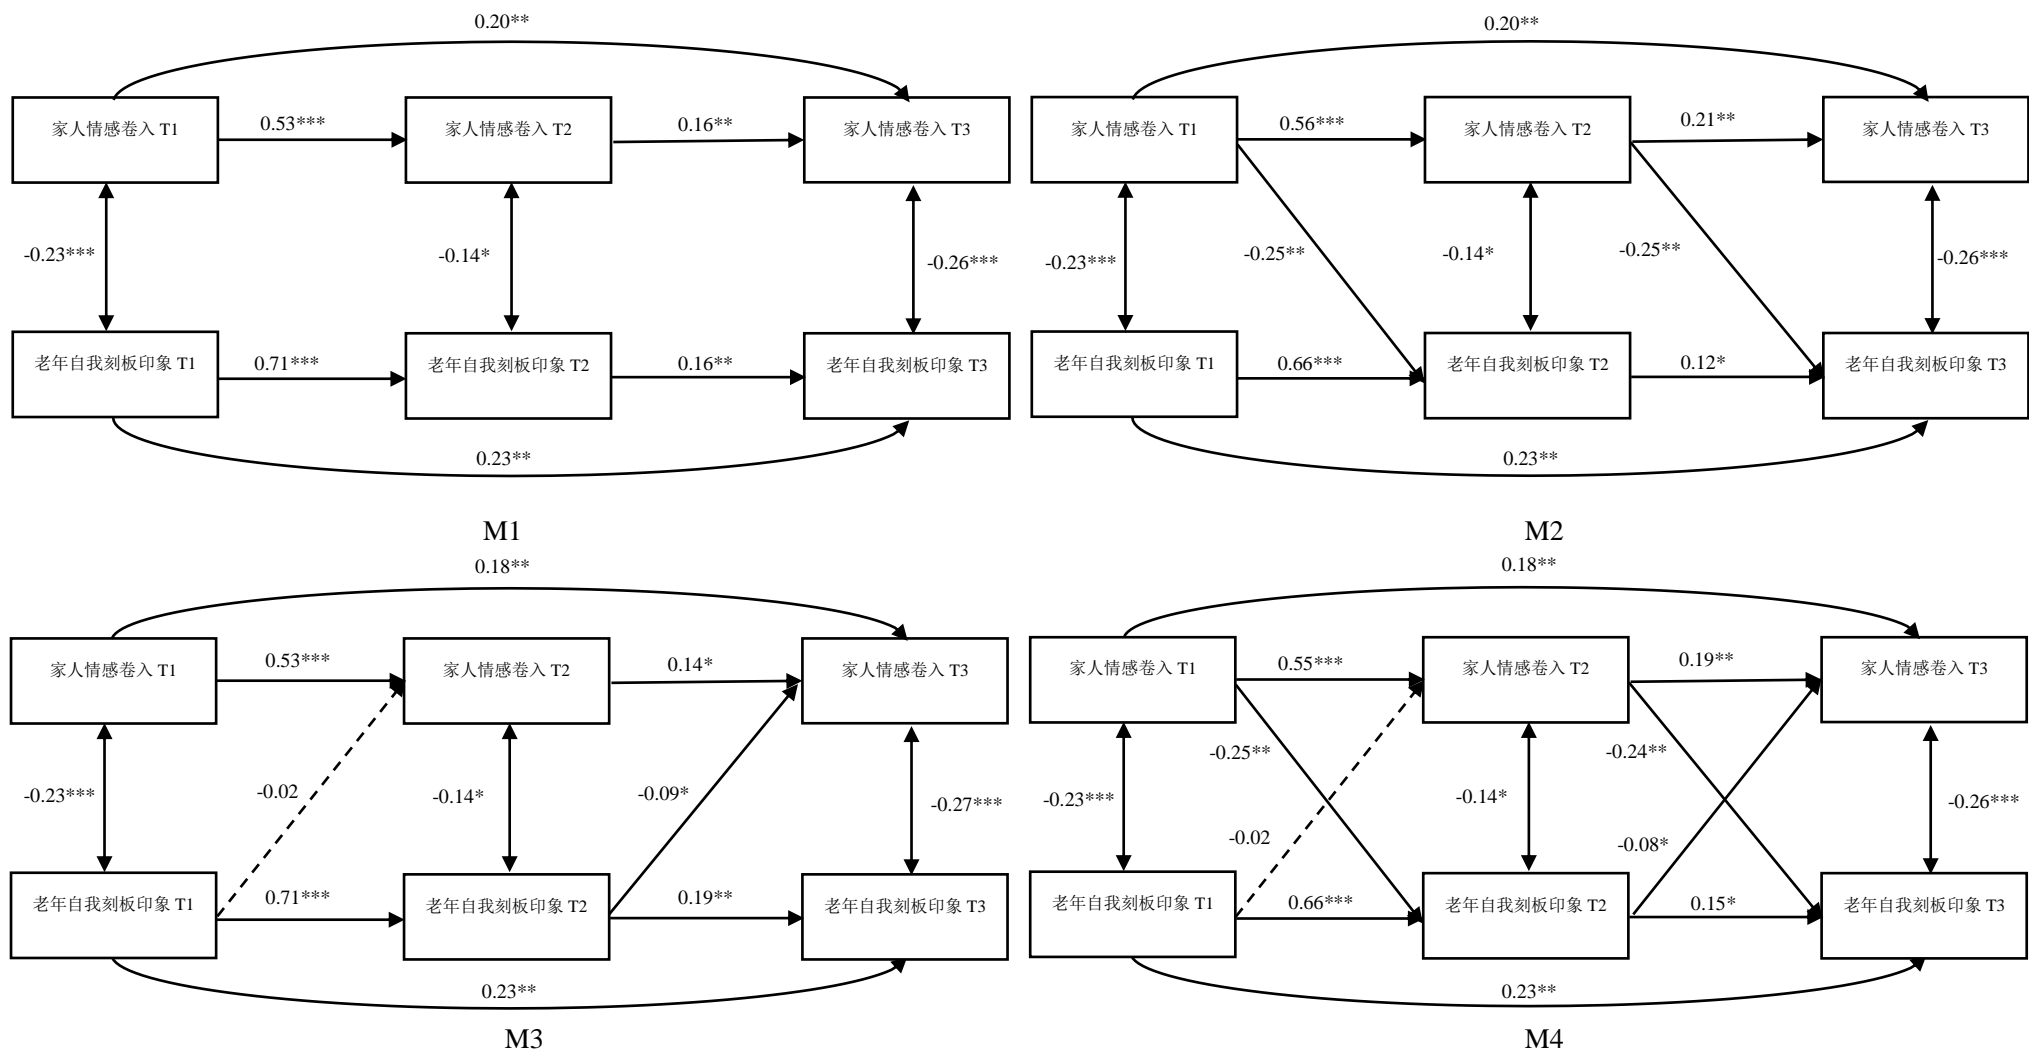 0.20**
家人情感卷入 T1
0.53***
家人情感卷入 T2
0.16**
家人情感卷入 T3
-0.23***
-0.14*
-0.26***
老年自我刻板印象 T1
0.71***
老年自我刻板印象 T2
0.16**
老年自我刻板印象 T3
0.23**
M1
0.20**
家人情感卷入 T1
0.56***
家人情感卷入 T2
0.21**
家人情感卷入 T3
-0.23***
-0.25**
-0.14*
-0.25**
-0.26***
老年自我刻板印象 T1
0.66***
老年自我刻板印象 T2
0.12*
老年自我刻板印象 T3
0.23**
M2
0.18**
家人情感卷入 T1
0.53***
家人情感卷入 T2
0.14*
家人情感卷入 T3
-0.23***
-0.02
-0.14*
-0.09*
-0.27***
老年自我刻板印象 T1
0.71***
老年自我刻板印象 T2
0.19**
老年自我刻板印象 T3
0.23**
M3
0.18**
家人情感卷入 T1
0.55***
家人情感卷入 T2
0.19**
家人情感卷入 T3
-0.25**
-0.24**
-0.23***
-0.14*
-0.26***
-0.02
-0.08*
老年自我刻板印象 T1
0.66***
老年自我刻板印象 T2
0.15*
老年自我刻板印象 T3
0.23**
M4